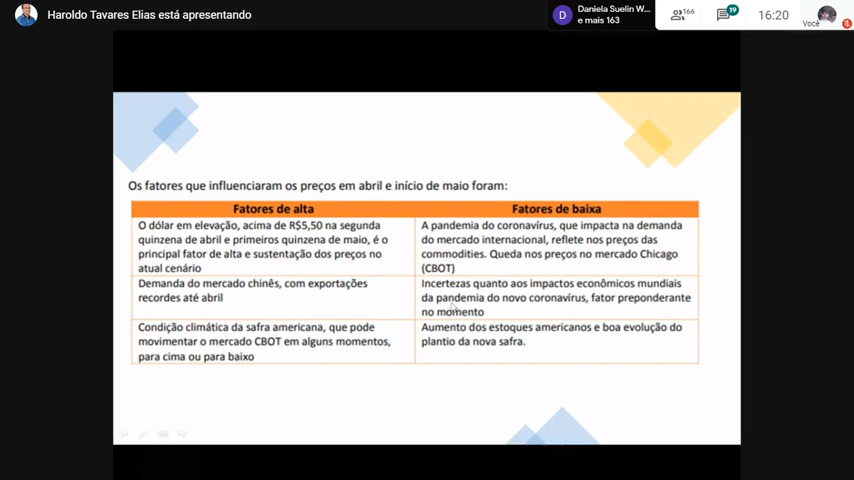 Haroldo Tavares Elias está apresentando
Daniela Suelin W...
D
e mais 163
166
19
16:20
Você
Os fatores que influenciaram os preços em abril e início de maio foram:
Fatores de alta
Fatores de baixa
O dólar em elevação, acima de R$5,50 na segunda
quinzena de abril e primeiros quinzena de maio, é o
principal fator de alta e sustentação dos preços no
atual cenário
A pandemia do coronavírus, que impacta na demanda
do mercado internacional, reflete nos preços das
commodities. Queda nos preços no mercado Chicago
(CBOT)
Demanda do mercado chinês, com exportações
recordes até abril
Incertezas quanto aos impactos econômicos mundiais
da pandemia do novo coronavírus, fator preponderante
no momento
Condição climática da safra americana, que pode
movimentar o mercado CBOT em alguns momentos,
para cima ou para baixo
Aumento dos estoques americanos e boa evolução do
plantio da nova safra.